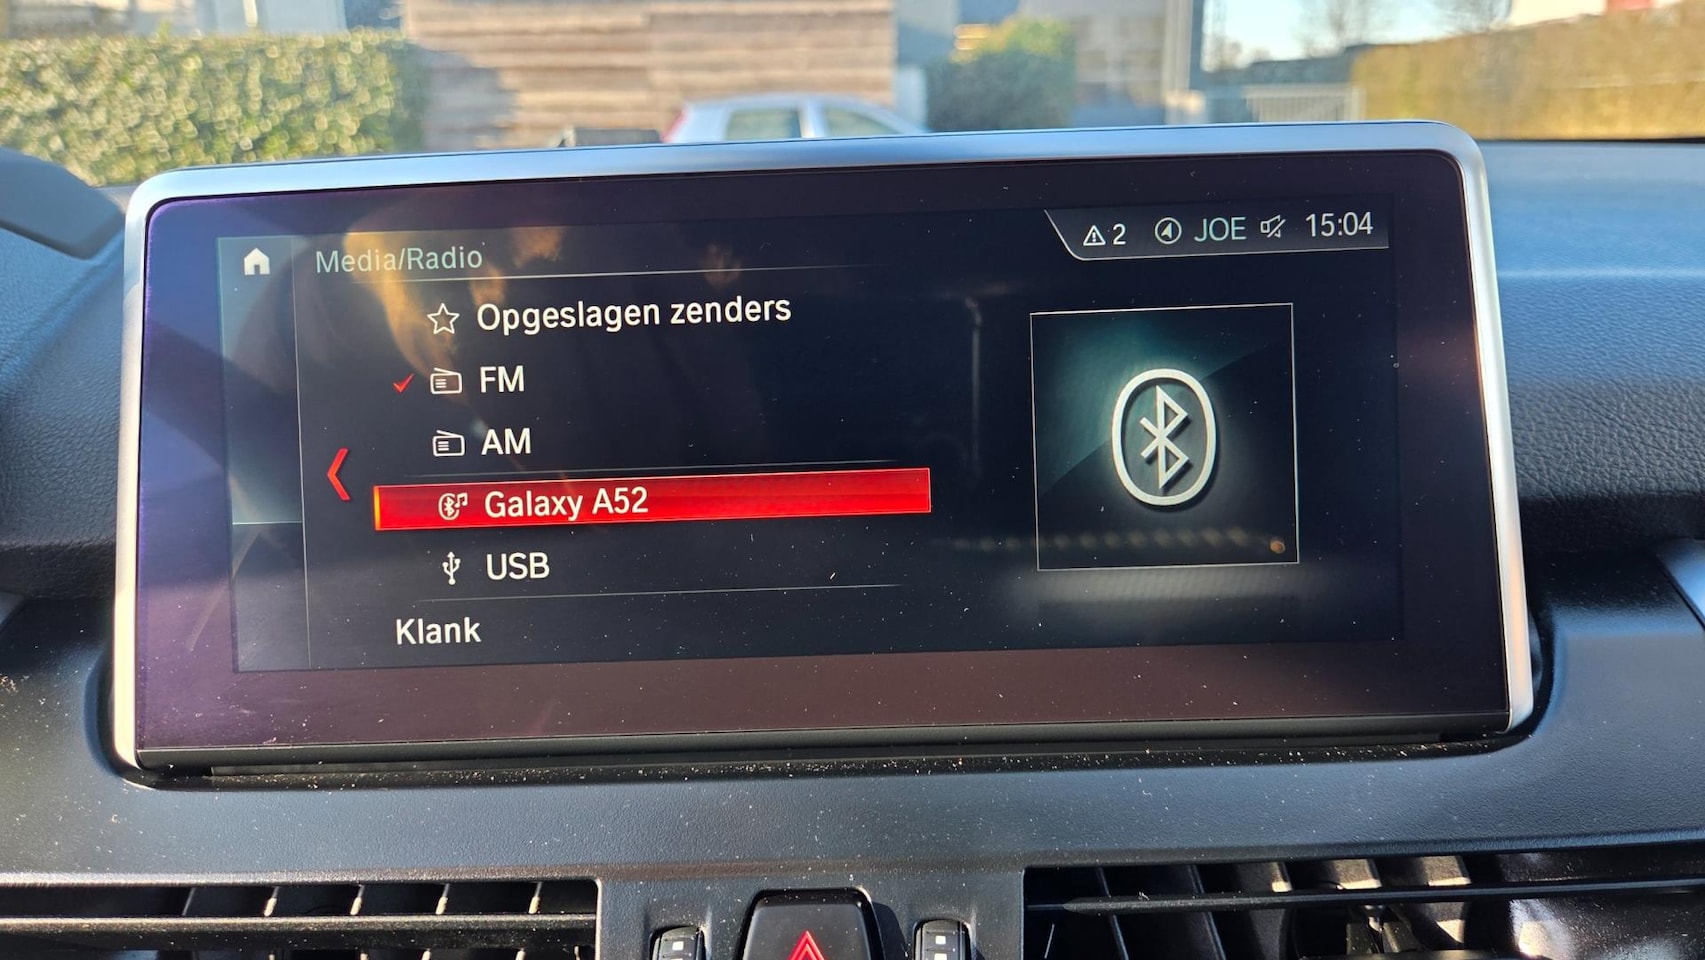 Media/Radio
2 JOE 15:04
Opgeslagen zenders
FM
AM
Galaxy A52
USB
Klank